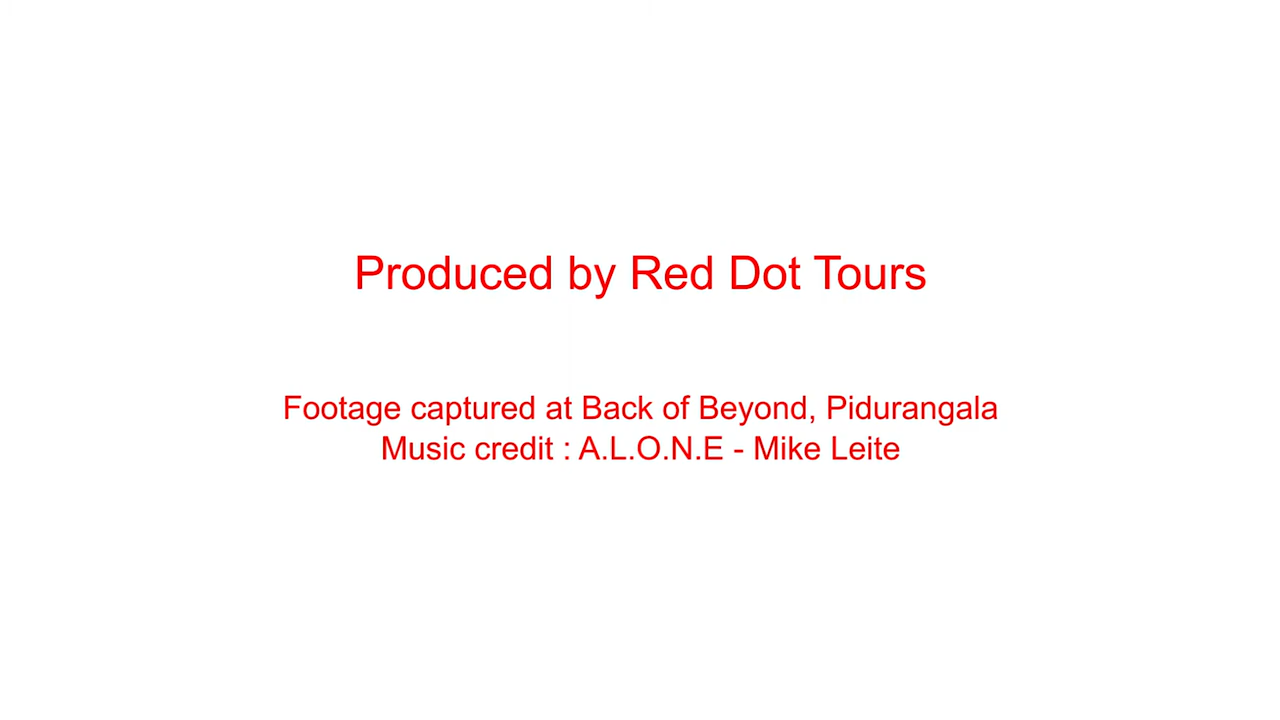 Produced by Red Dot Tours
Footage captured at Back of Beyond, Pidurangala
Music credit : A.L.O.N.E - Mike Leite